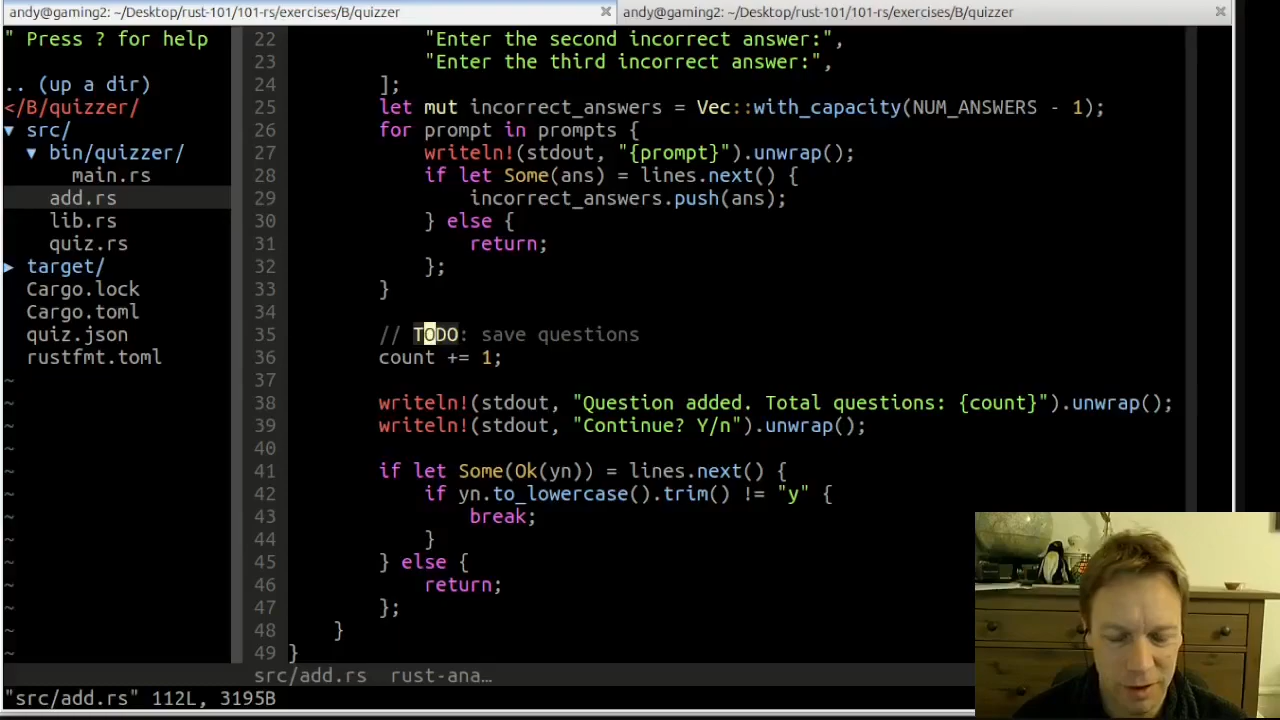 andy@gaming2: ~/Desktop/rust-101/101-rs/exercises/B/quizzer
andy@gaming2: ~/Desktop/rust-101/101-rs/exercises/B/quizzer
" Press ? for help
.. (up a dir)
</B/quizzer/
▼ src/
▼ bin/quizzer/
main.rs
add.rs
lib.rs
quiz.rs
▶ target/
Cargo.lock
Cargo.toml
quiz.json
rustfmt.toml
~
~
~
~
~
~
~
~
~
~
~
~
~
22 "Enter the second incorrect answer:",
23 "Enter the third incorrect answer:",
24 ];
25 let mut incorrect_answers = Vec::with_capacity(NUM_ANSWERS - 1);
26 for prompt in prompts {
27 writeln!(stdout, "{prompt}").unwrap();
28 if let Some(ans) = lines.next() {
29 incorrect_answers.push(ans);
30 } else {
31 return;
32 };
33 }
34
35 // TODO: save questions
36 count += 1;
37
38 writeln!(stdout, "Question added. Total questions: {count}").unwrap();
39 writeln!(stdout, "Continue? Y/n").unwrap();
40
41 if let Some(Ok(yn)) = lines.next() {
42 if yn.to_lowercase().trim() != "y" {
43 break;
44 }
45 } else {
46 return;
47 };
48 }
49 }
src/add.rs rust-ana…
"src/add.rs" 112L, 3195B